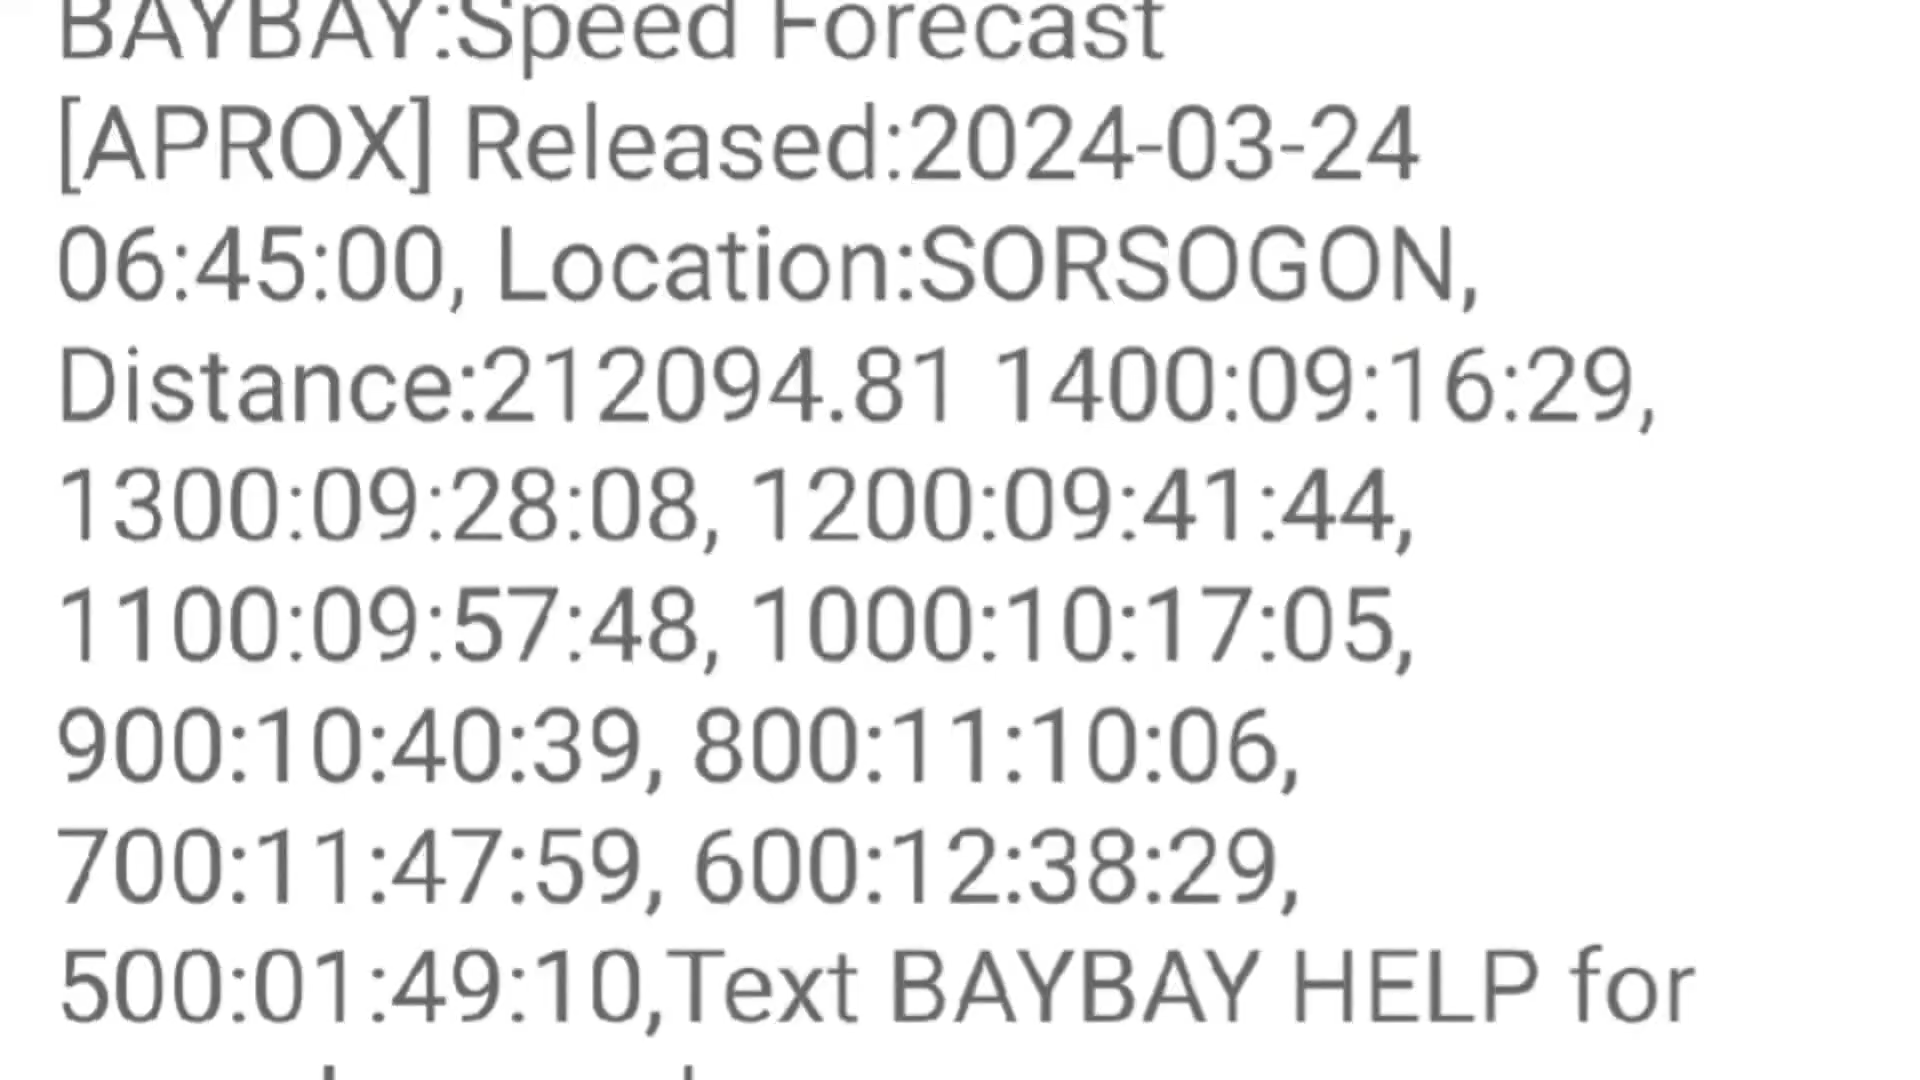 BAYBAY:Speed Forecast
[APROX] Released:2024-03-24
06:45:00, Location:SORSOGON,
Distance:212094.81 1400:09:16:29,
1300:09:28:08, 1200:09:41:44,
1100:09:57:48, 1000:10:17:05,
900:10:40:39, 800:11:10:06,
700:11:47:59, 600:12:38:29,
500:01:49:10,Text BAYBAY HELP for